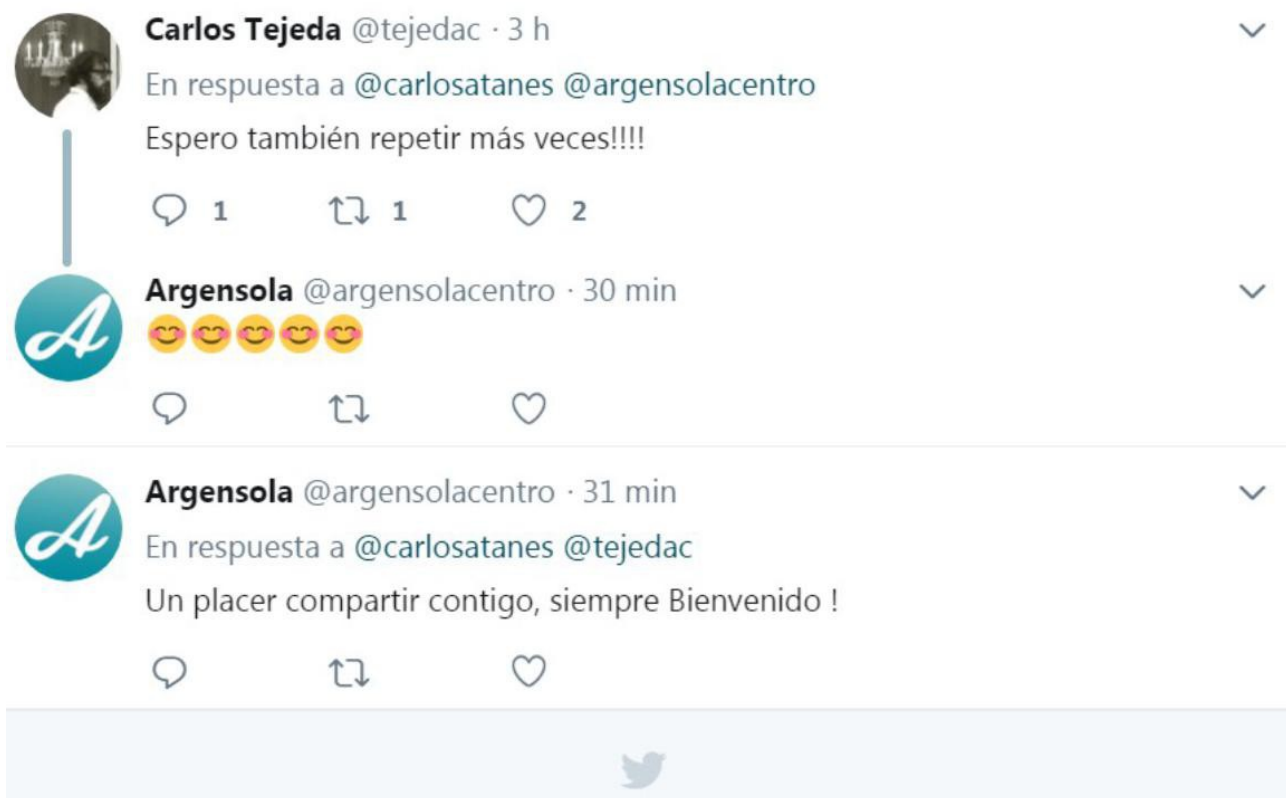 Carlos Tejeda @tejedac · 3 h
En respuesta a @carlosatanes @argensolacentro
Espero también repetir más veces!!!!
1 1 2
Argensola @argensolacentro · 30 min
😊😊😊😊😊
Argensola @argensolacentro · 31 min
En respuesta a @carlosatanes @tejedac
Un placer compartir contigo, siempre Bienvenido !